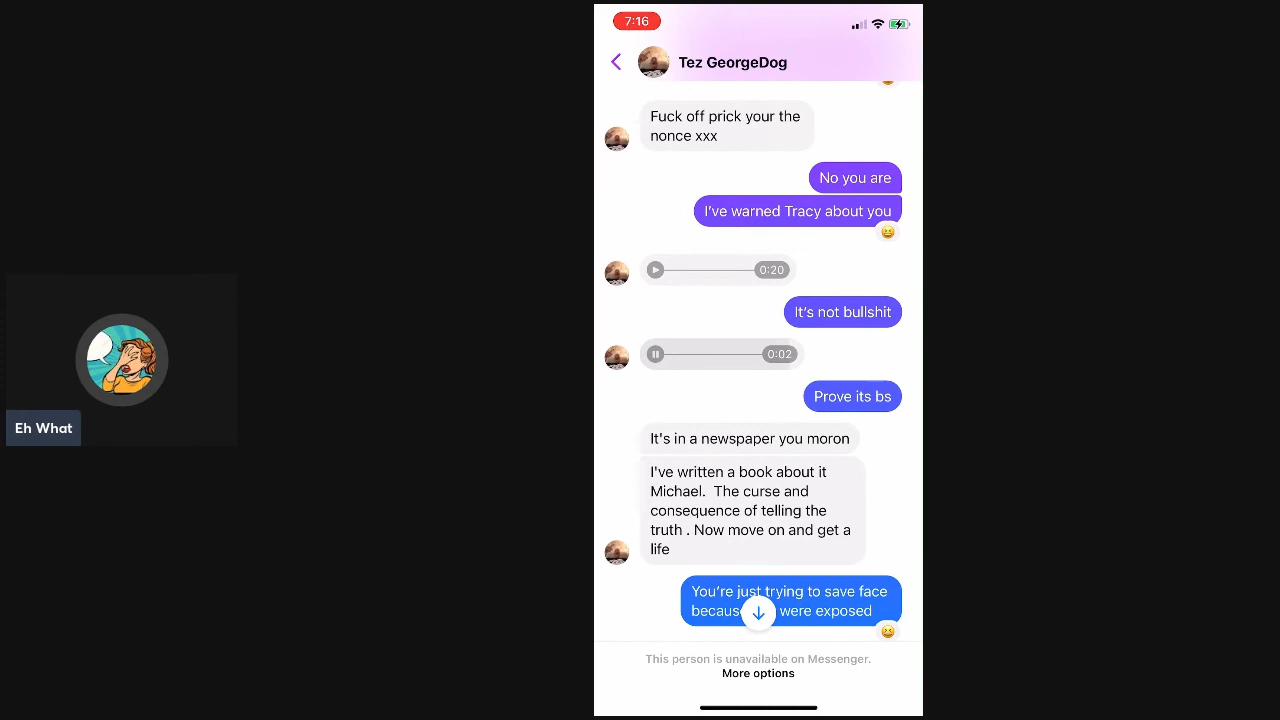 7:16
Tez GeorgeDog
Fuck off prick your the
nonce xxx
No you are
I've warned Tracy about you
0:20
It's not bullshit
0:02
Prove its bs
It's in a newspaper you moron
I've written a book about it
Michael.  The curse and
consequence of telling the
truth . Now move on and get a
life
You're just trying to save face
were exposed
This person is unavailable on Messenger.
More options
Eh What